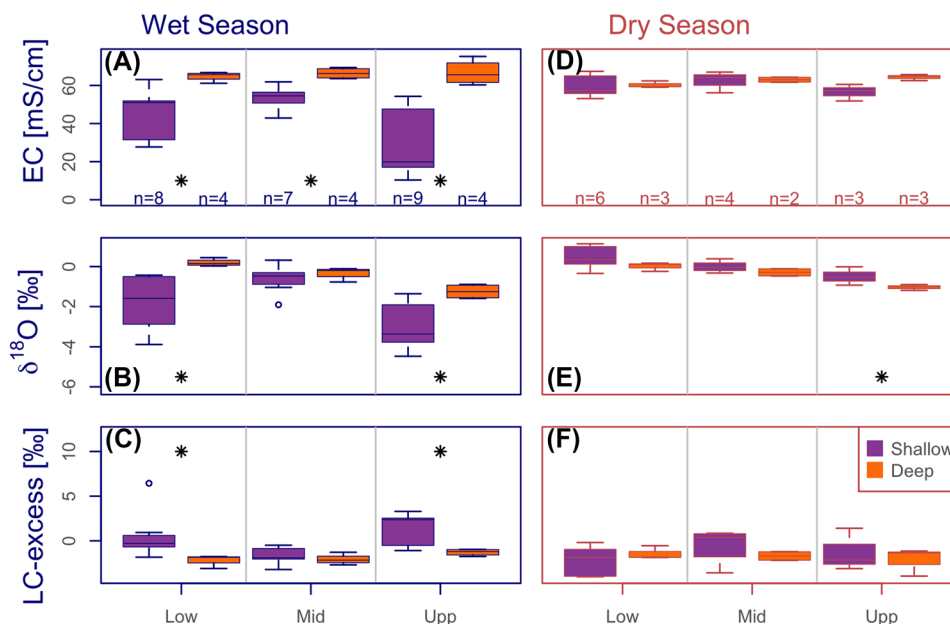 Wet Season
Dry Season
EC [mS/cm]
0 20 40 60
(A)
n=8 n=4 n=7 n=4 n=9 n=4
(D)
n=6 n=3 n=4 n=2 n=3 n=3
δ18O [‰]
-6 -4 -2 0
(B)
(E)
LC-excess [‰]
0 5 10
(C)
(F)
Shallow
Deep
Low Mid Upp
Low Mid Upp